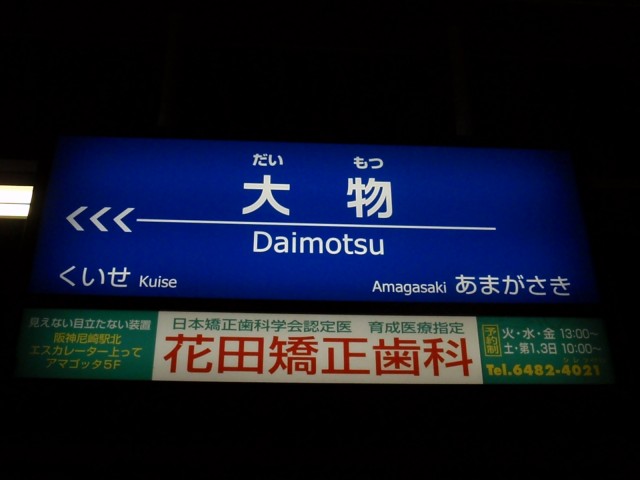 だい もつ
大 物
Daimotsu
くいせ Kuise
Amagasaki あまがさき
見えない目立たない装置
阪神尼崎駅北
エスカレーター上って
アマゴッタ5F
日本矯正歯科学会認定医 育成医療指定
花田矯正歯科
予約制
火・水・金 13:00~
土・第1.3日 10:00~
Tel.6482-4021